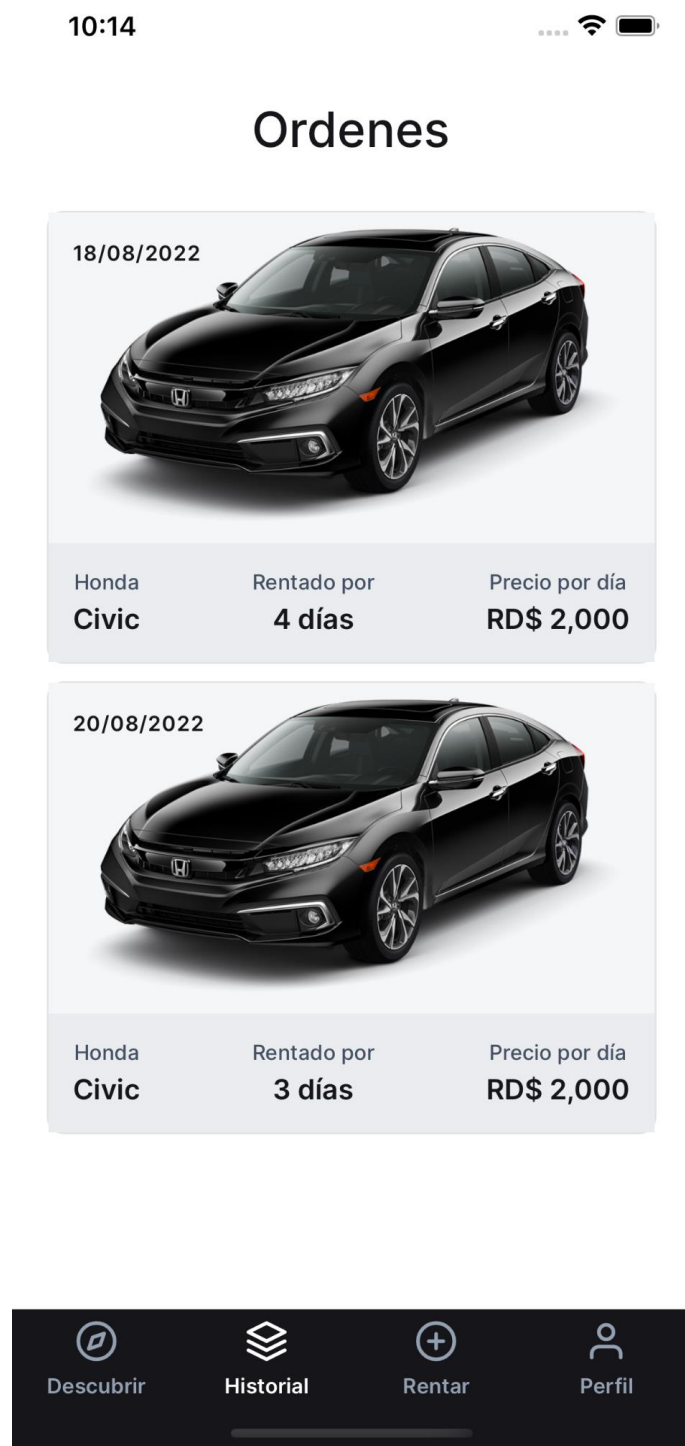 10:14
Ordenes
18/08/2022
Honda Rentado por Precio por día
Civic 4 días RD$ 2,000
20/08/2022
Honda Rentado por Precio por día
Civic 3 días RD$ 2,000
Descubrir Historial Rentar Perfil